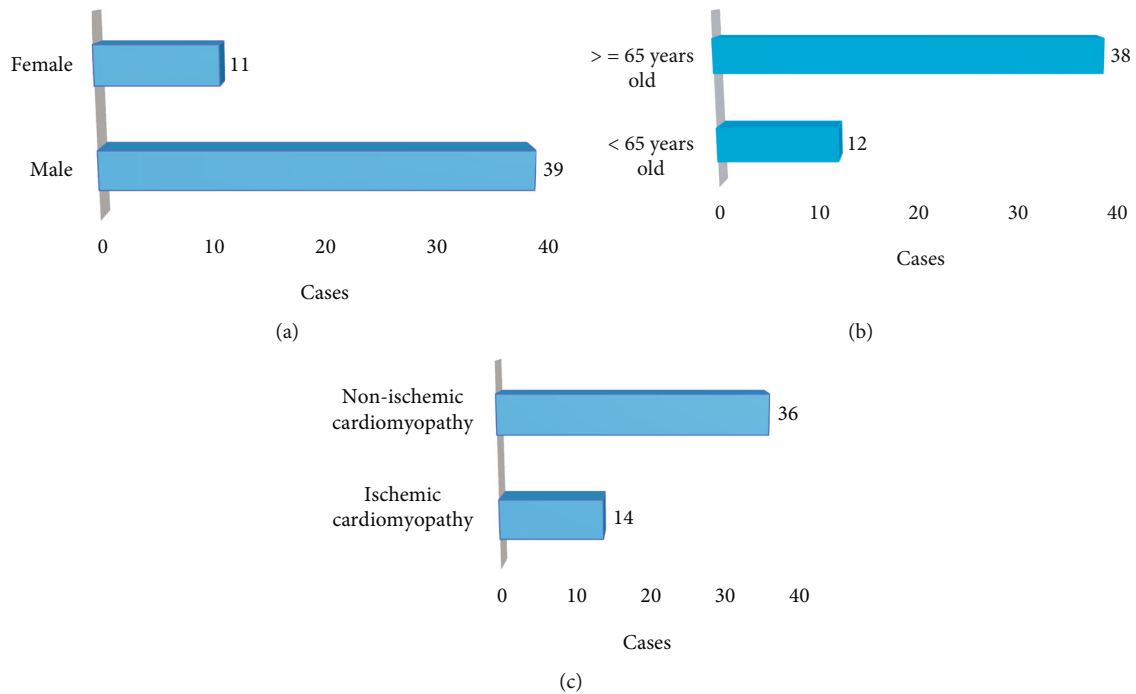 Female
11
Male
39
0 10 20 30 40
Cases
(a)
> = 65 years
old
38
< 65 years
old
12
0 10 20 30 40
Cases
(b)
Non-ischemic
cardiomyopathy
36
Ischemic
cardiomyopathy
14
0 10 20 30 40
Cases
(c)